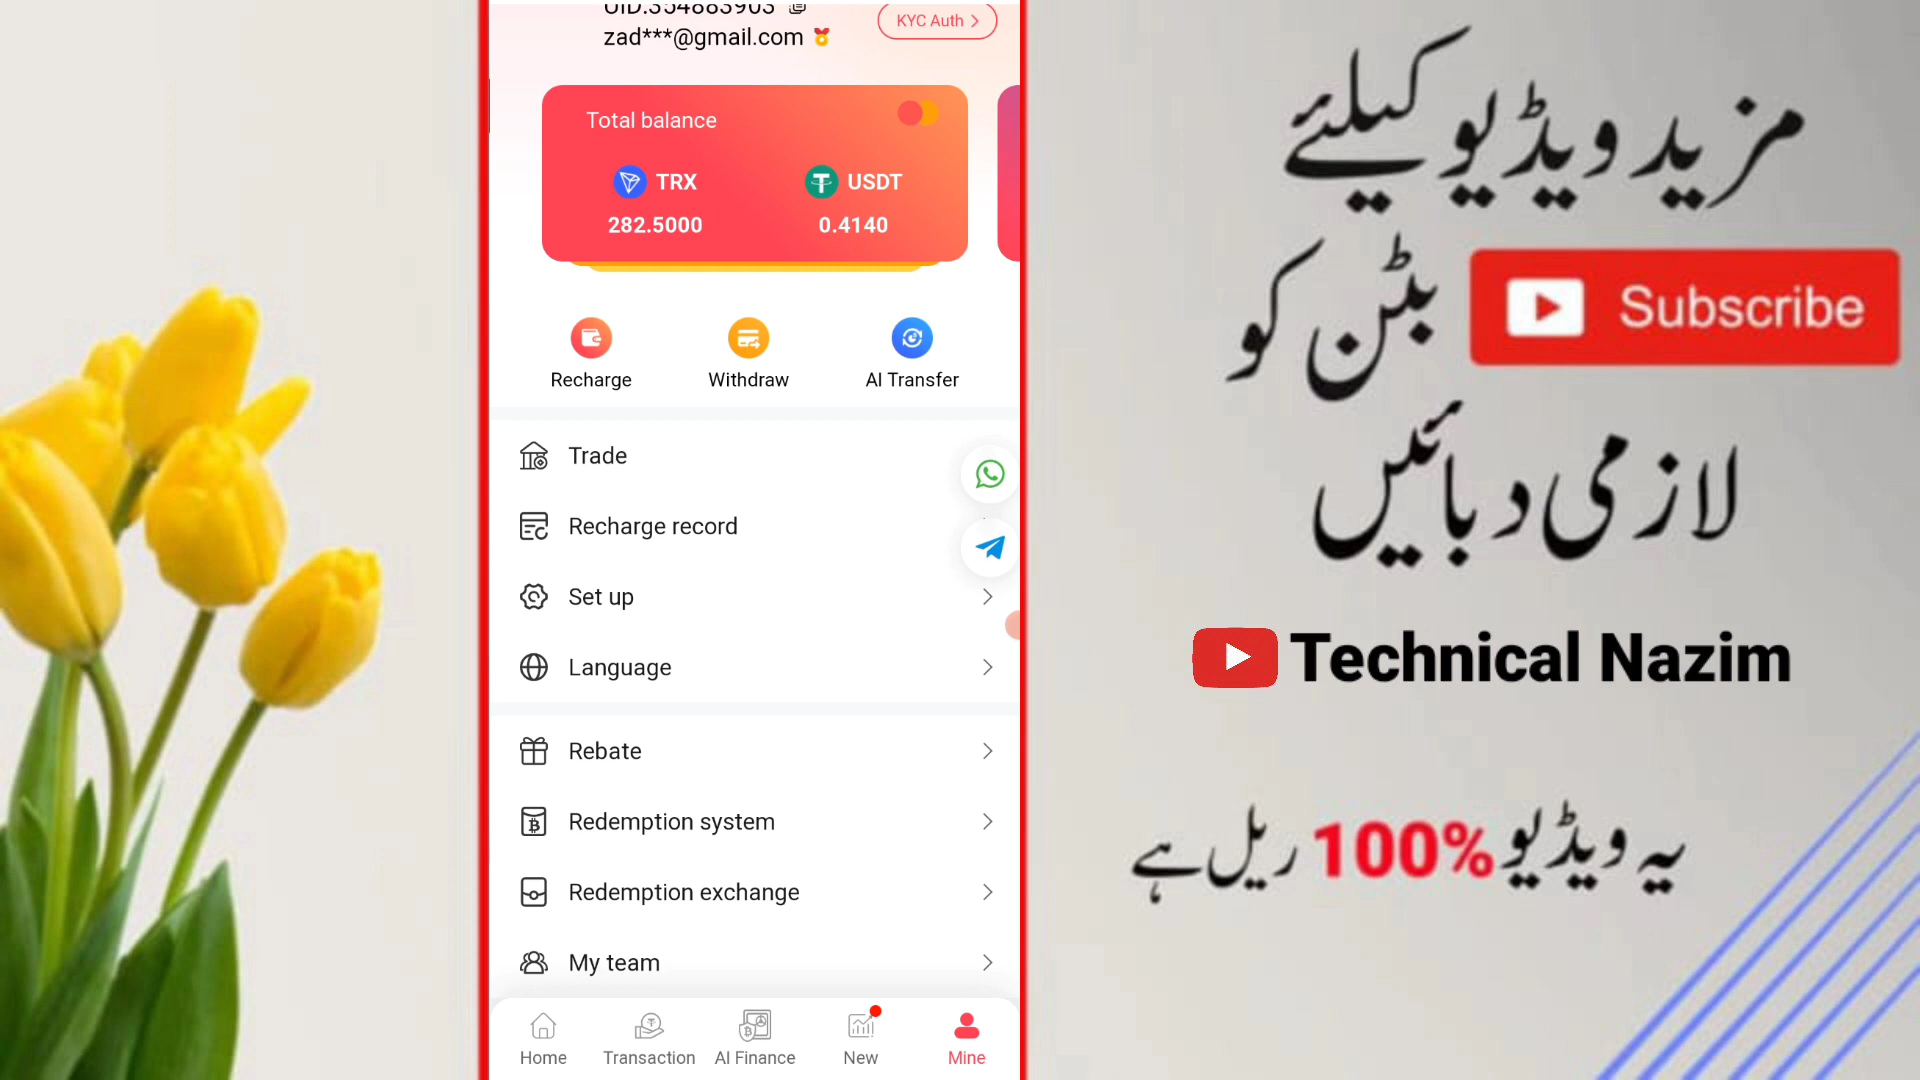 UID:354883903
zad***@gmail.com
KYC Auth
Total balance
TRX
USDT
282.5000
0.4140
Recharge
Withdraw
AI Transfer
Trade
Recharge record
Set up
Language
Rebate
Redemption system
Redemption exchange
My team
Home
Transaction
AI Finance
New
Mine
مزید ویڈیو کیلئے
Subscribe بٹن کو
لازمی دبائیں
Technical Nazim
یہ ویڈیو 100% ریل ہے